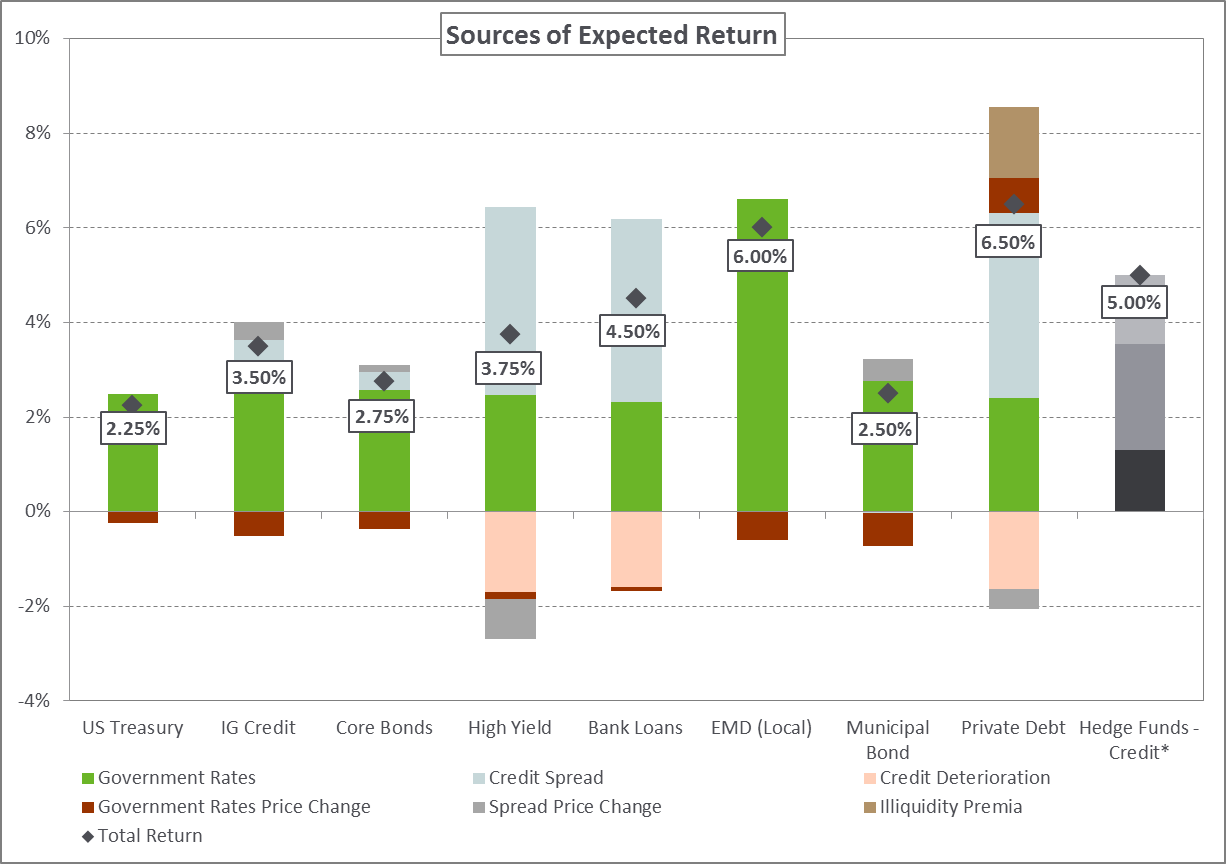 Sources of Expected Return
10%
8%
6%
4%
2%
0%
-2%
-4%
2.25%
3.50%
2.75%
3.75%
4.50%
6.00%
2.50%
6.50%
5.00%
US Treasury
IG Credit
Core Bonds
High Yield
Bank Loans
EMD (Local)
Municipal
Bond
Private Debt
Hedge Funds -
Credit*
Government Rates
Credit Spread
Credit Deterioration
Government Rates Price Change
Spread Price Change
Illiquidity Premia
Total Return